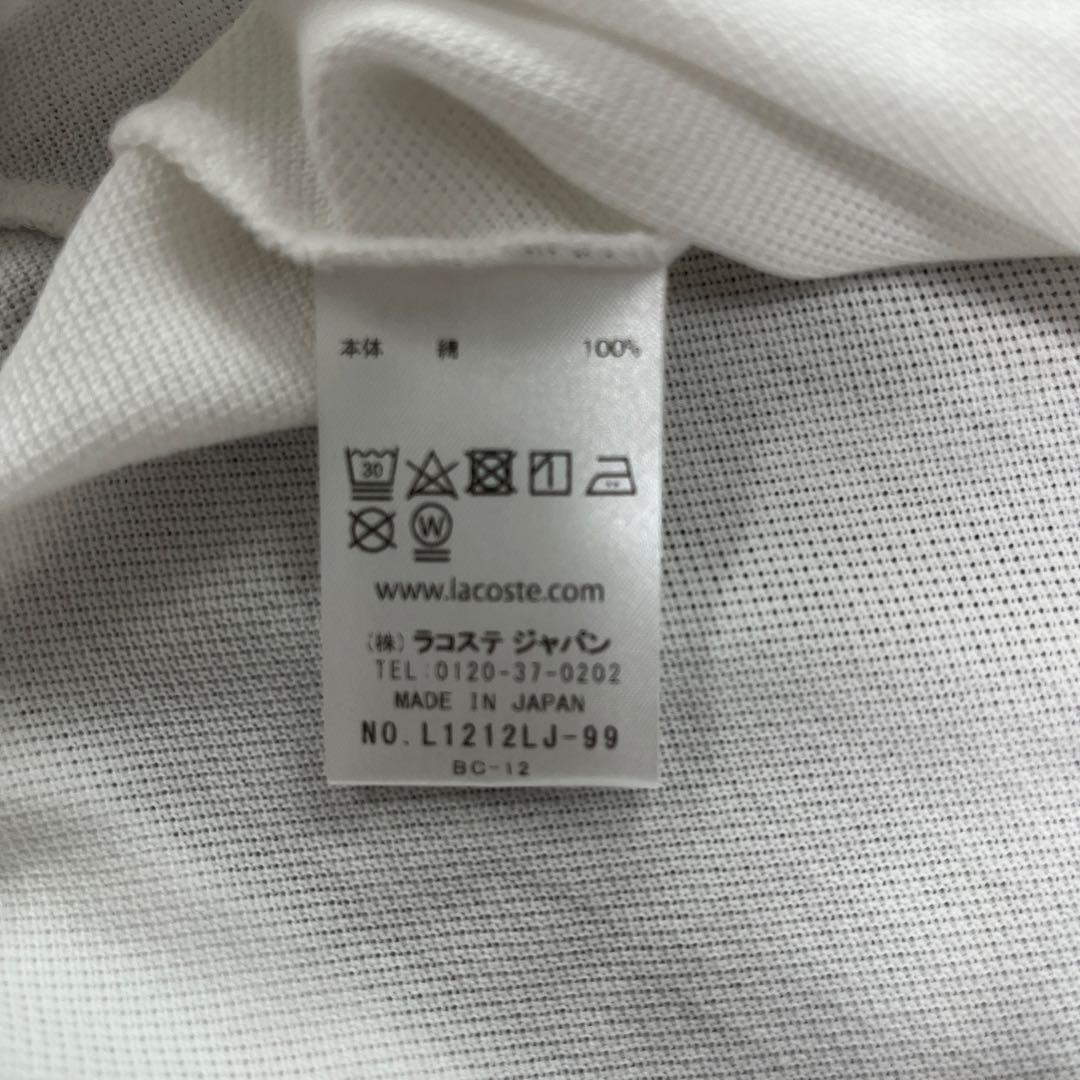 本体 綿 100%
30
W
www.lacoste.com
(株) ラコステ ジャパン
TEL:0120-37-0202
MADE IN JAPAN
NO.L1212LJ-99
BC-12